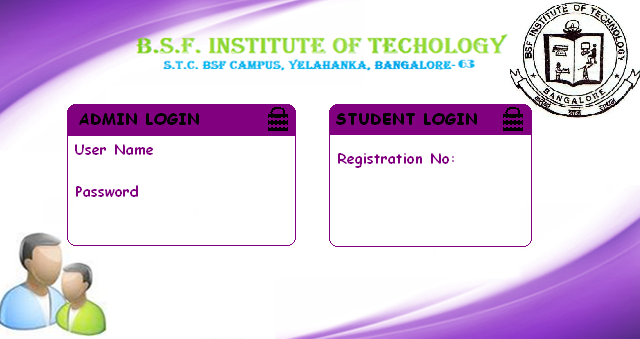 B.S.F. INSTITUTE OF TECHOLOGY
S.T.C. BSF CAMPUS, YELAHANKA, BANGALORE- 63
BSF INSTITUTE OF TECHNOLOGY
BANGALORE
ADMIN LOGIN
STUDENT LOGIN
User Name
Registration No:
Password